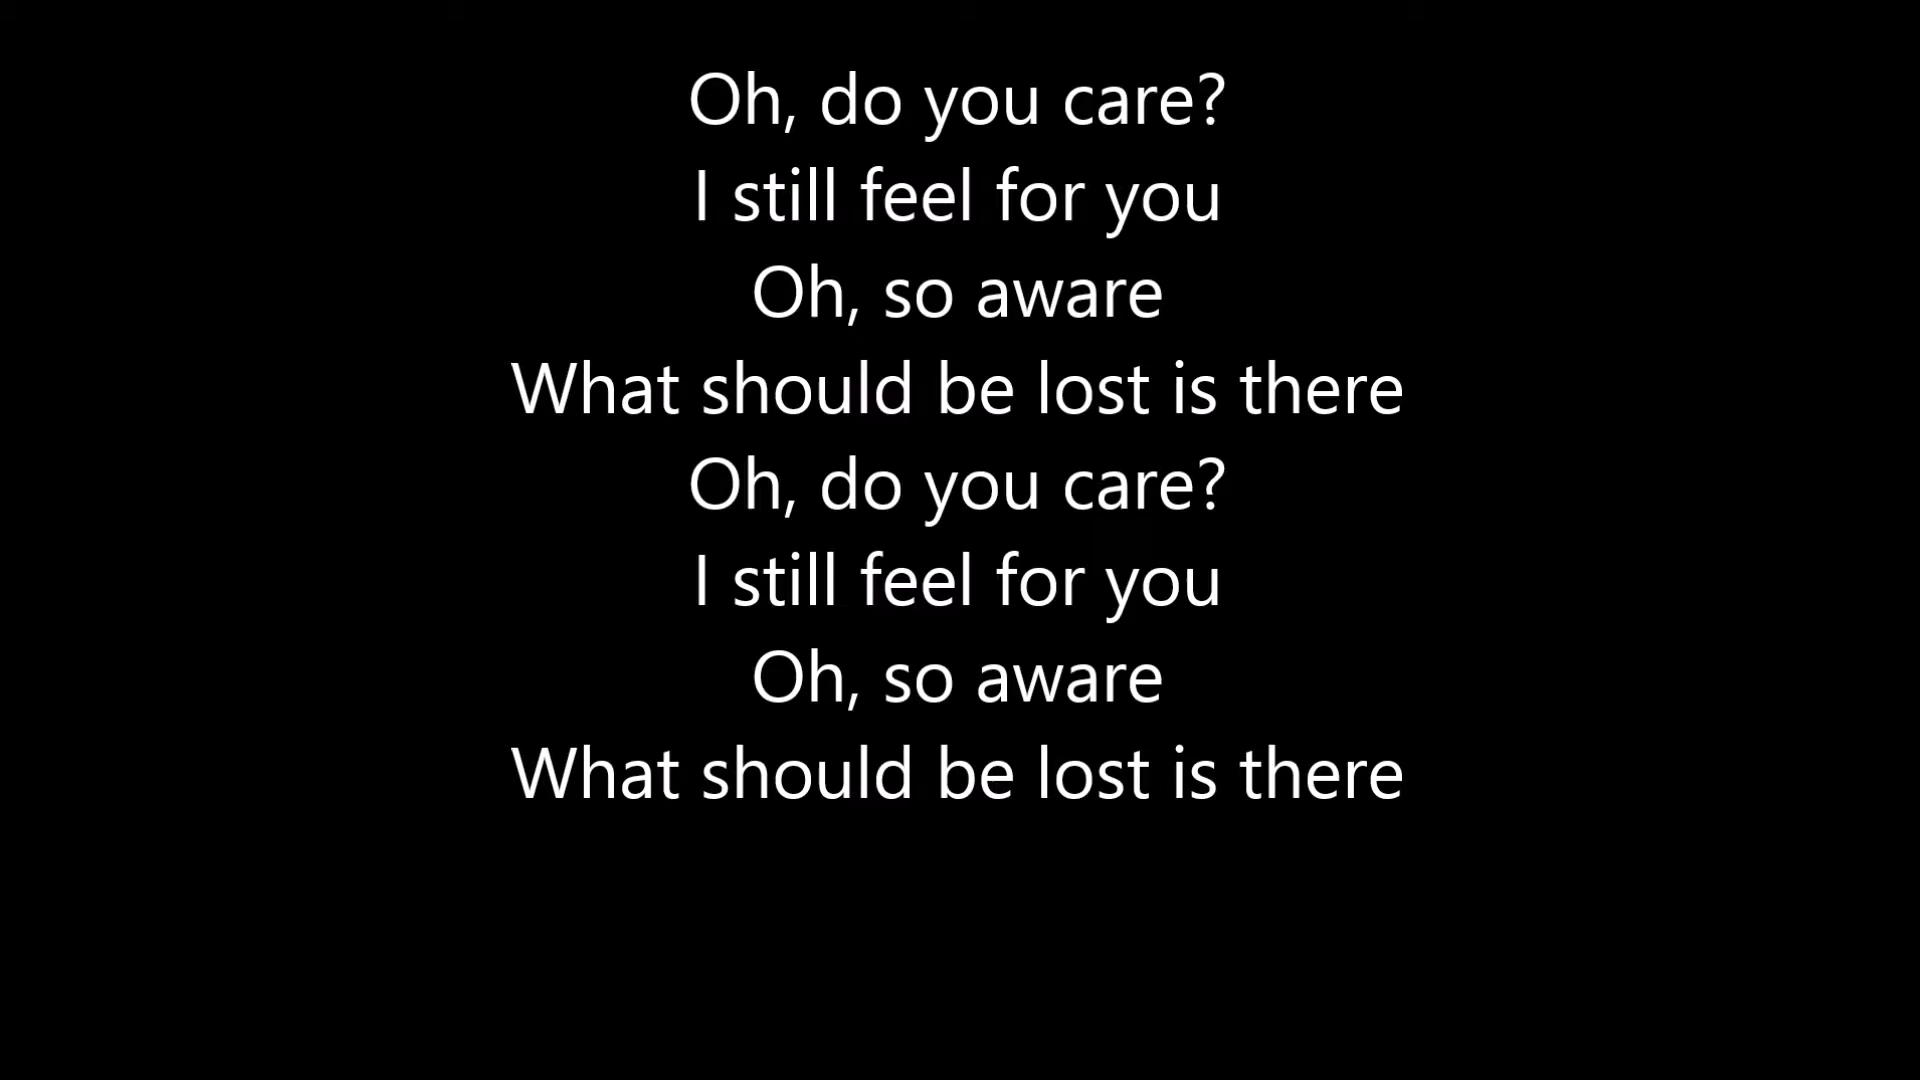 Oh, do you care?
I still feel for you
Oh, so aware
What should be lost is there
Oh, do you care?
I still feel for you
Oh, so aware
What should be lost is there